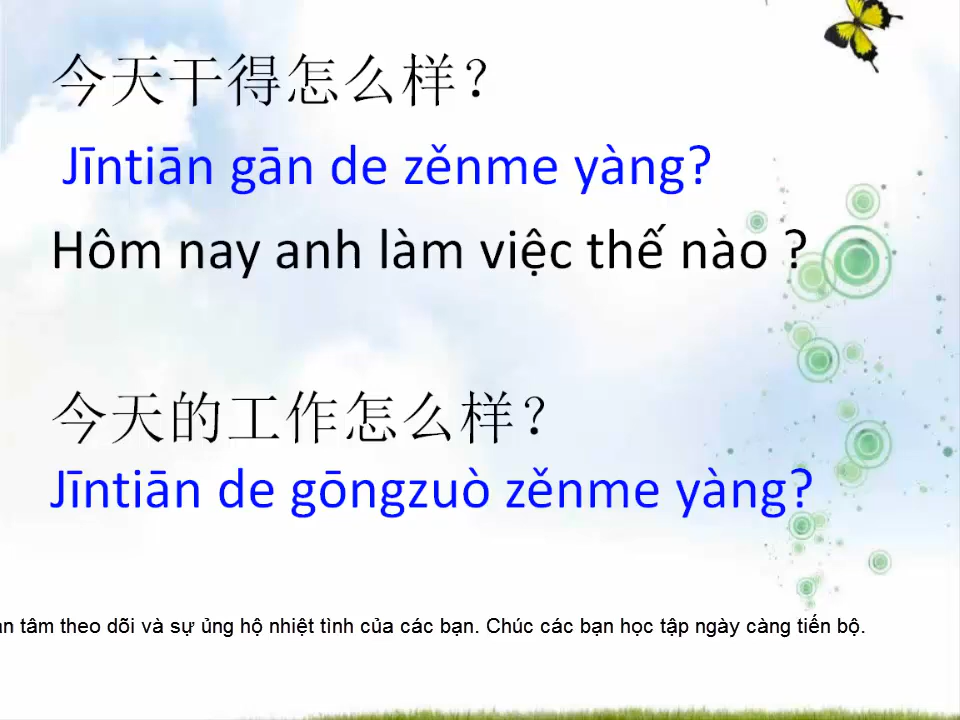 今天干得怎么样?
Jīntiān gān de zěnme yàng?
Hôm nay anh làm việc thế nào ?
今天的工作怎么样?
Jīntiān de gōngzuò zěnme yàng?
tâm theo dõi và sự ủng hộ nhiệt tình của các bạn. Chúc các bạn học tập ngày càng tiến bộ.